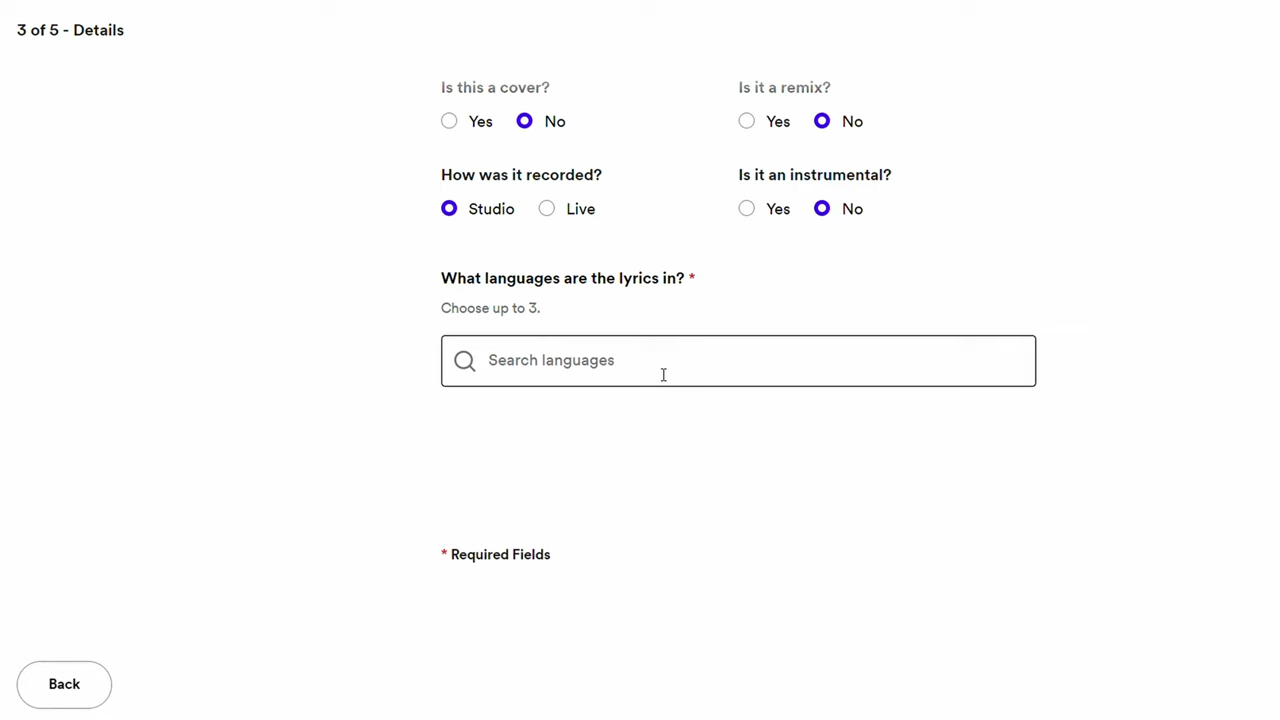 3 of 5 - Details
Is this a cover?
Is it a remix?
Yes No
Yes No
How was it recorded?
Is it an instrumental?
Studio Live
Yes No
What languages are the lyrics in? *
Choose up to 3.
Search languages
* Required Fields
Back